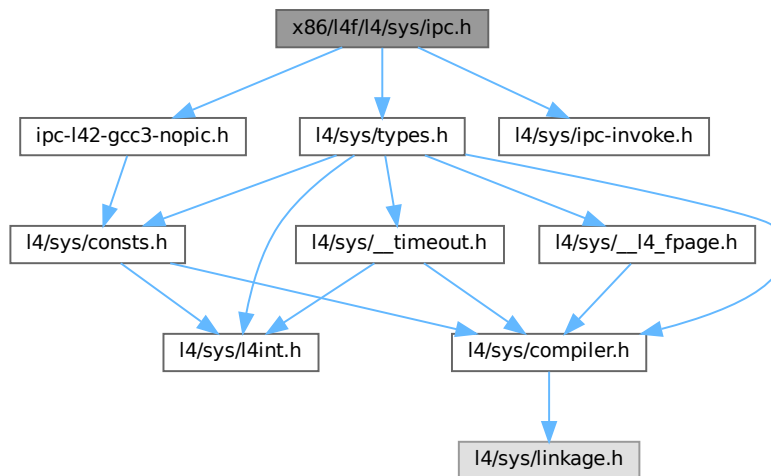 x86/l4f/l4/sys/ipc.h
ipc-l42-gcc3-nopic.h
l4/sys/types.h
l4/sys/ipc-invoke.h
l4/sys/consts.h
l4/sys/__timeout.h
l4/sys/__l4_fpage.h
l4/sys/l4int.h
l4/sys/compiler.h
l4/sys/linkage.h